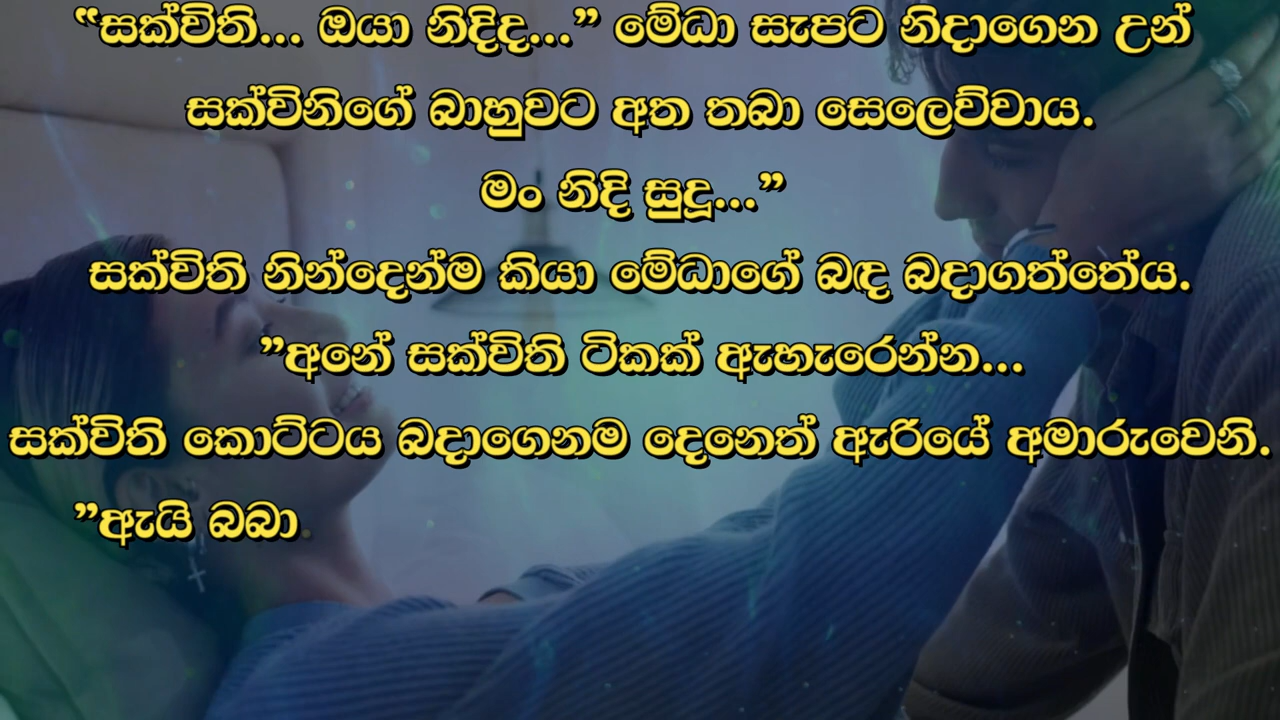 “සක්විති... ඔයා නිදිද...” මේධා සැපට නිදාගෙන උන්
සක්විනිගේ බාහුවට අත තබා සෙලෙව්වාය.
මං නිදි සුදූ...”
සක්විති නින්දෙන්ම කියා මේධාගේ බඳ බදාගත්තේය.
”අනේ සක්විති ටිකක් ඇහැරෙන්න...
සක්විති කොට්ටය බදාගෙනම දෙනෙත් ඇරියේ අමාරුවෙනි.
”ඇයි බබා.